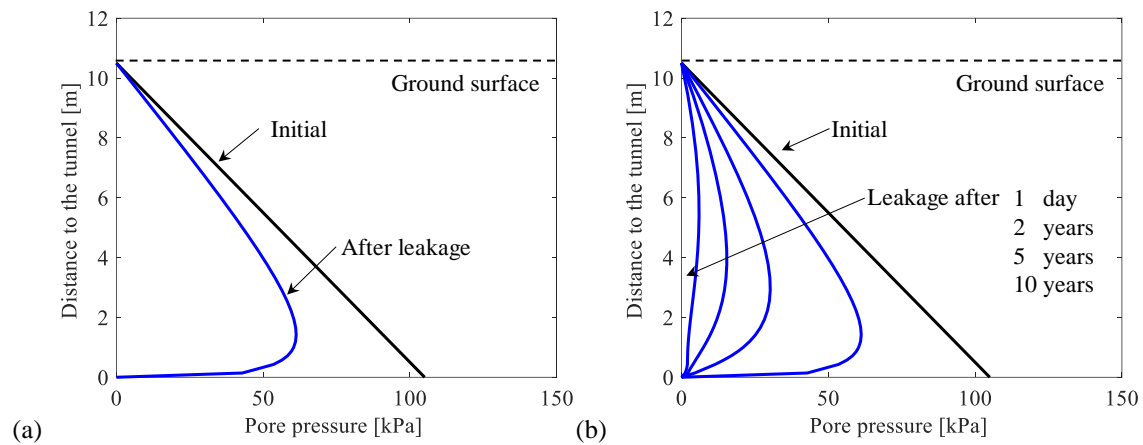 12
10
8
6
4
2
0
Distance to the tunnel [m]
Ground surface
Initial
After leakage
0 50 100 150
Pore pressure [kPa]
(a)
12
10
8
6
4
2
0
Distance to the tunnel [m]
Ground surface
Initial
Leakage after 1 day
2 years
5 years
10 years
0 50 100 150
Pore pressure [kPa]
(b)